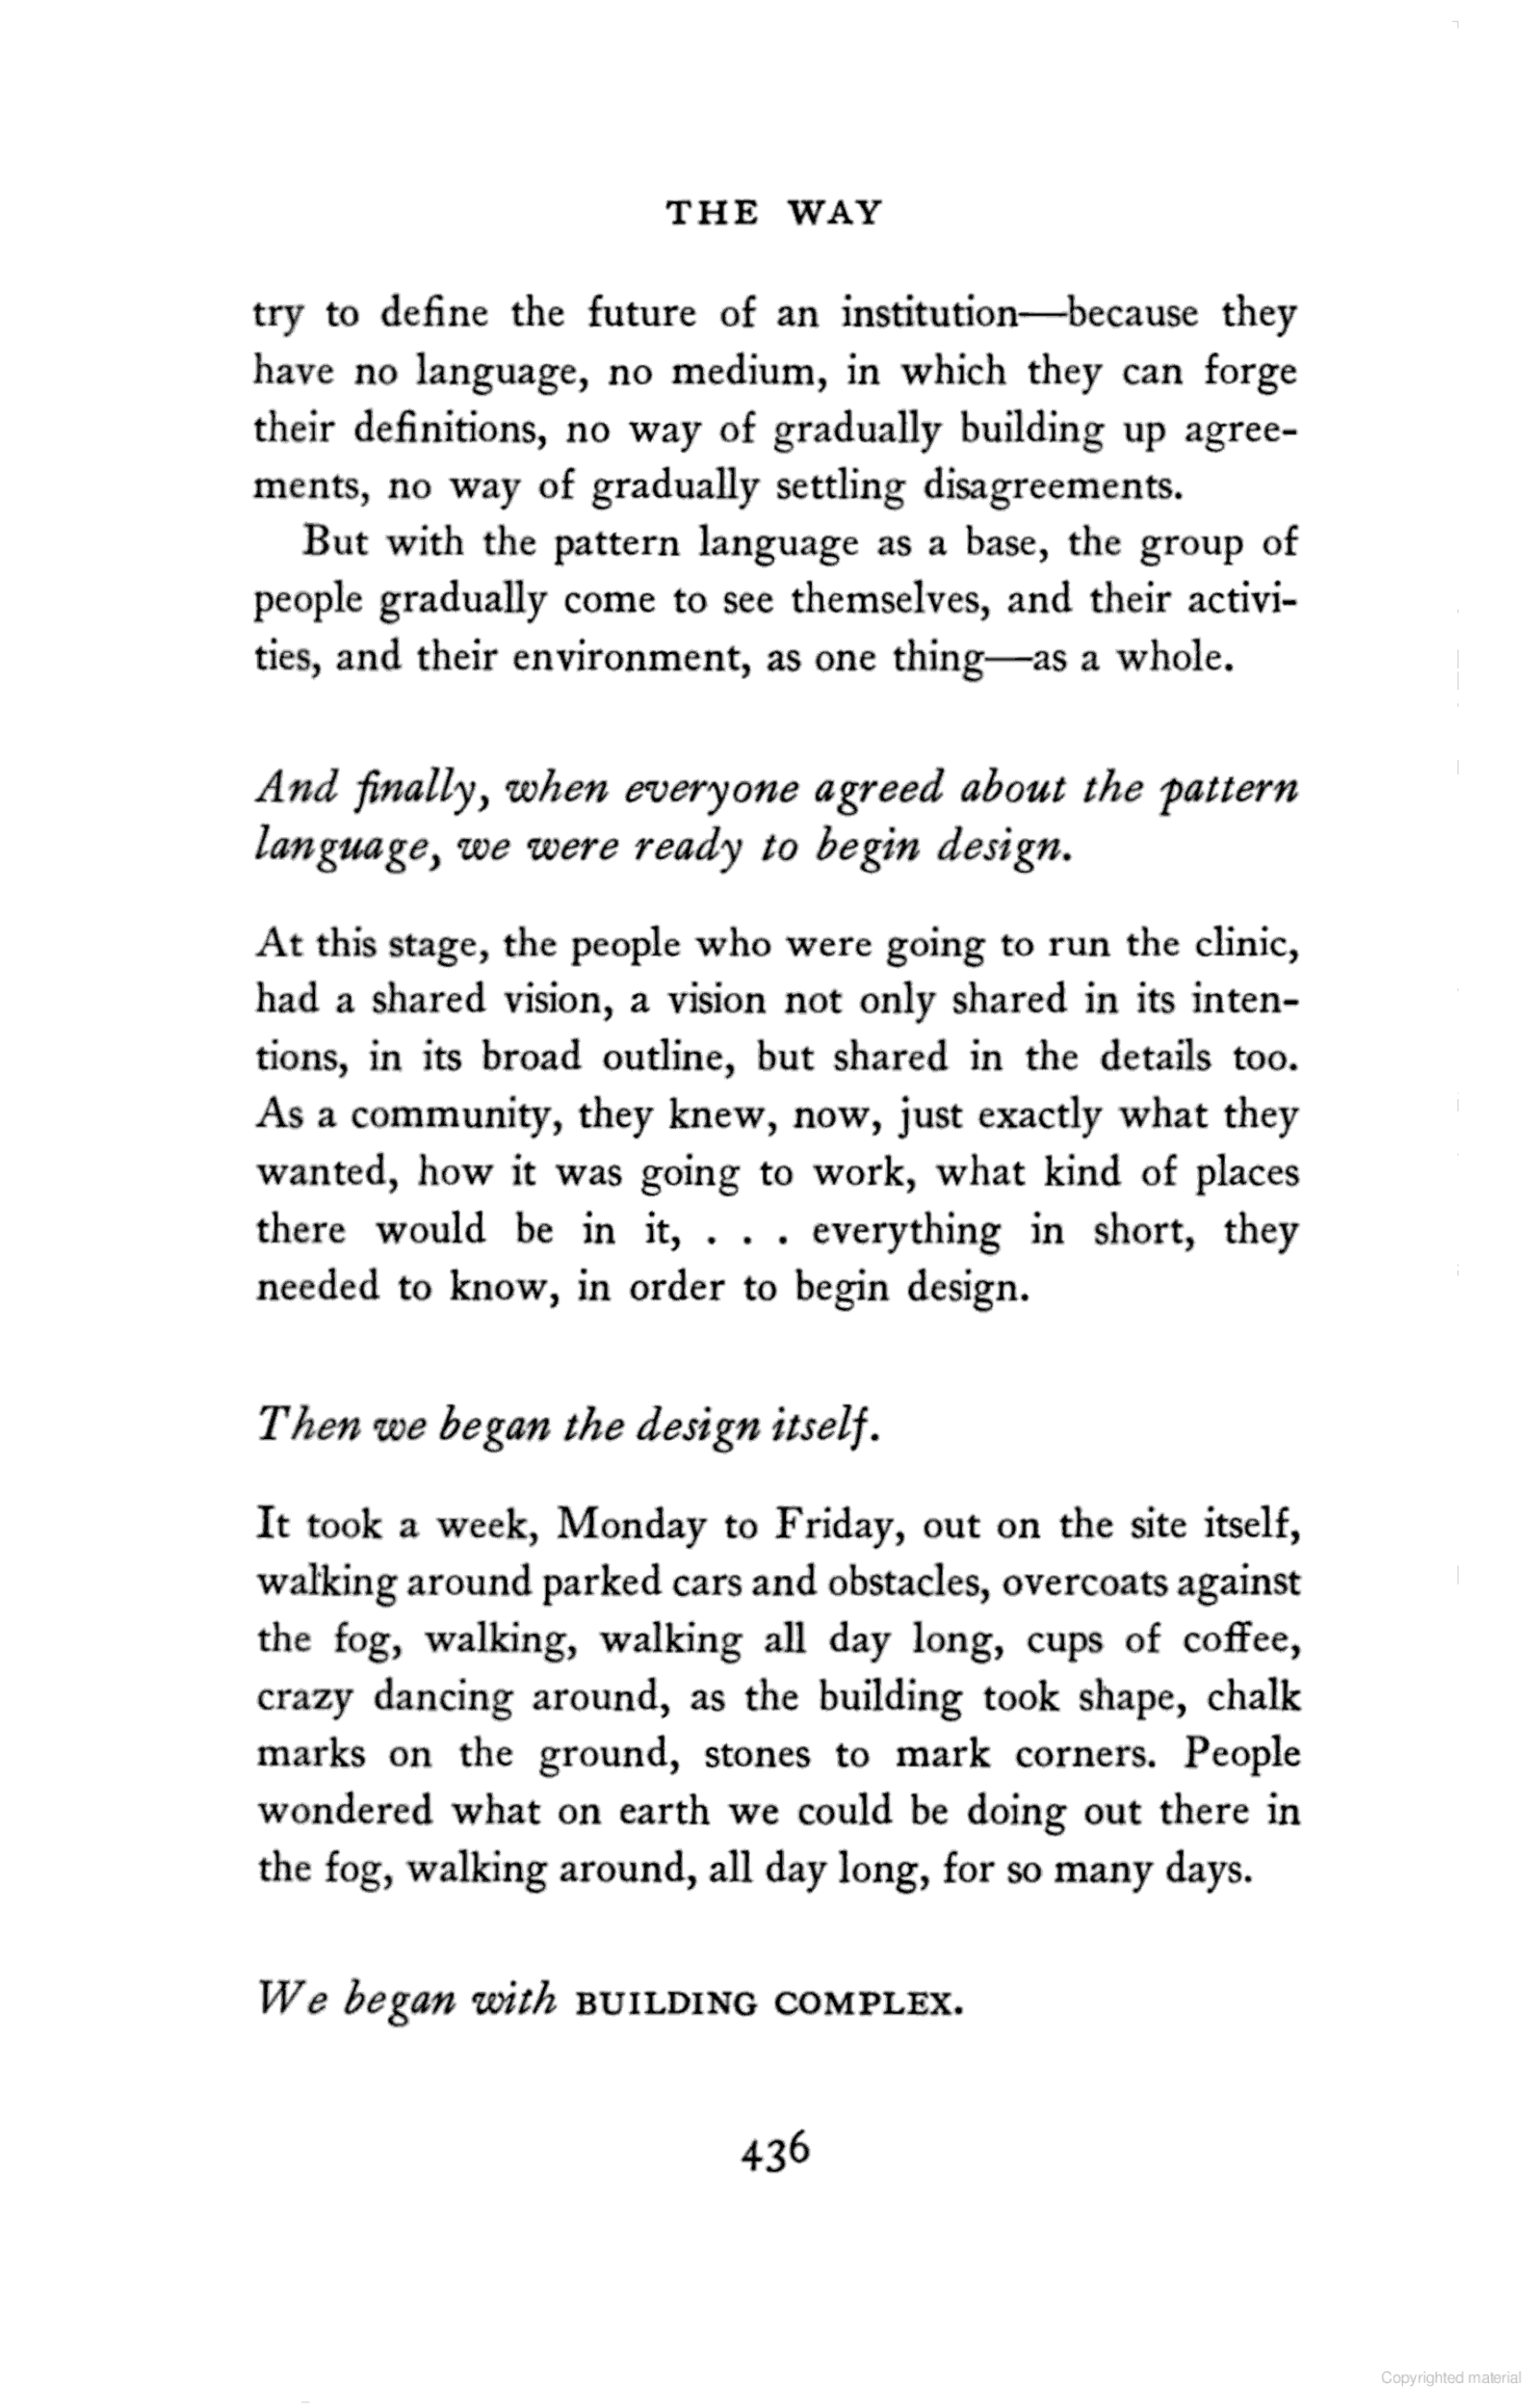 THE WAY
try to define the future of an institution—because they
have no language, no medium, in which they can forge
their definitions, no way of gradually building up agree-
ments, no way of gradually settling disagreements.
But with the pattern language as a base, the group of
people gradually come to see themselves, and their activi-
ties, and their environment, as one thing—as a whole.
And finally, when everyone agreed about the pattern
language, we were ready to begin design.
At this stage, the people who were going to run the clinic,
had a shared vision, a vision not only shared in its inten-
tions, in its broad outline, but shared in the details too.
As a community, they knew, now, just exactly what they
wanted, how it was going to work, what kind of places
there would be in it, . . . everything in short, they
needed to know, in order to begin design.
Then we began the design itself.
It took a week, Monday to Friday, out on the site itself,
walking around parked cars and obstacles, overcoats against
the fog, walking, walking all day long, cups of coffee,
crazy dancing around, as the building took shape, chalk
marks on the ground, stones to mark corners. People
wondered what on earth we could be doing out there in
the fog, walking around, all day long, for so many days.
We began with BUILDING COMPLEX.
436
Copyrighted material